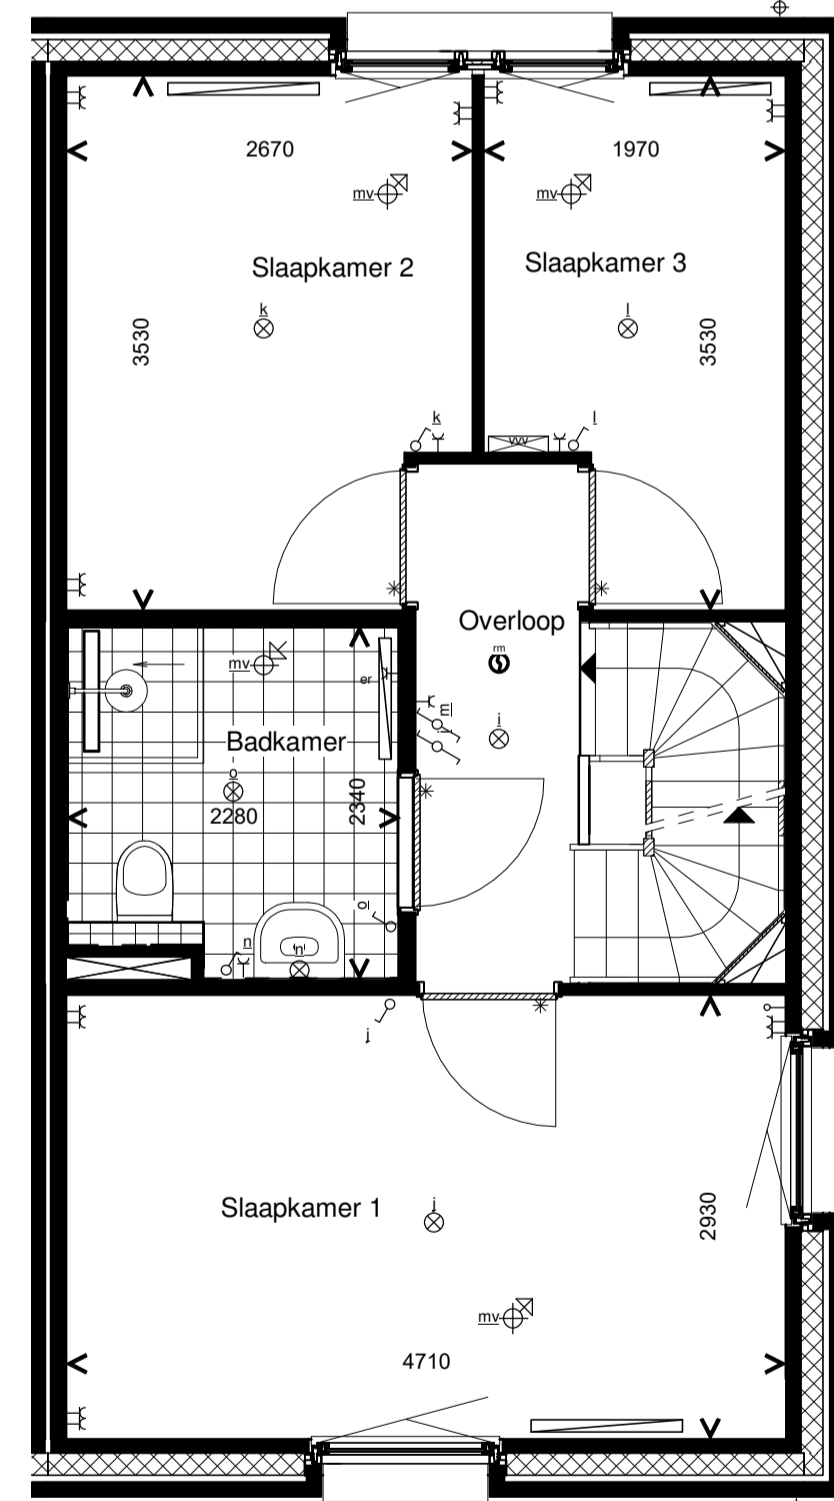 2670
1970
mv
mv
Slaapkamer 2
Slaapkamer 3
k
l
3530
3530
k
l
vvv
Overloop
rm
mv
er
m
i
i
Badkamer
o
2280
2340
o
n
n
j
Slaapkamer 1
j
2930
mv
4710